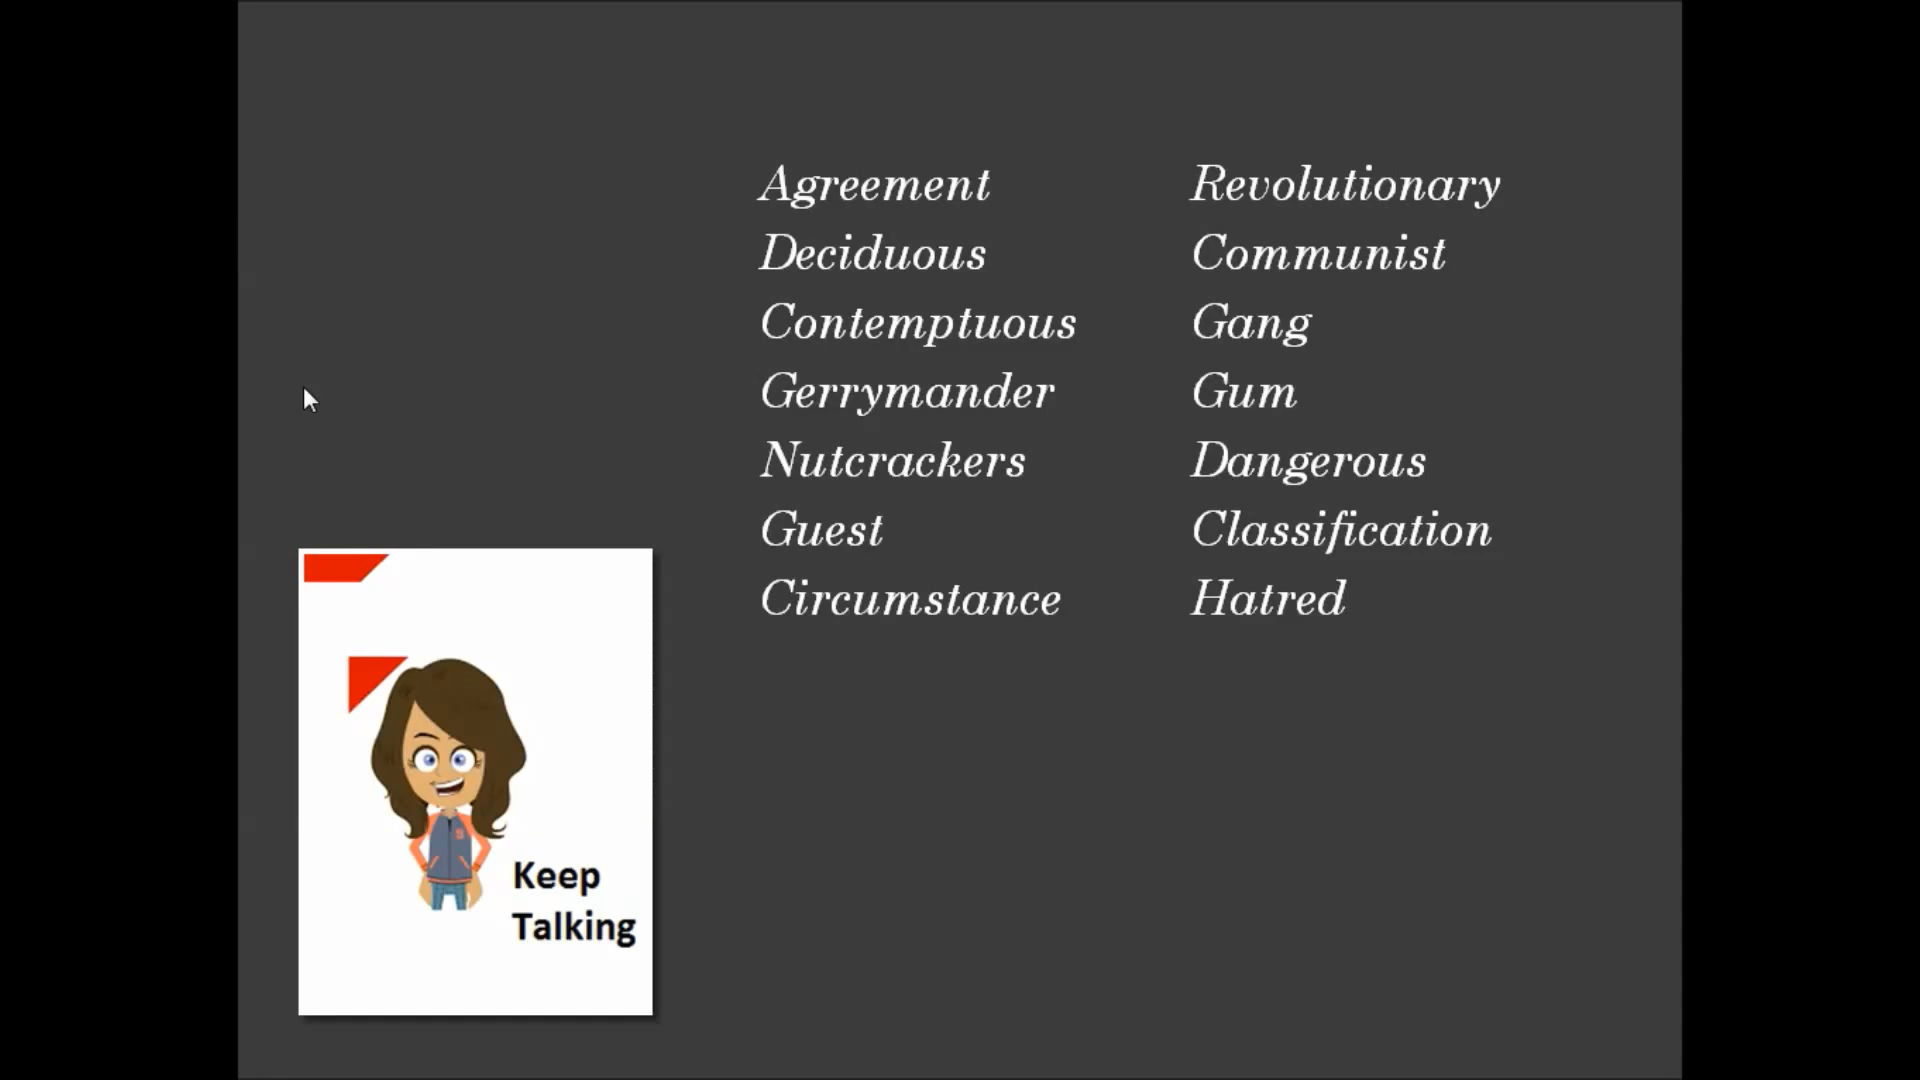 Agreement
Deciduous
Contemptuous
Gerrymander
Nutcrackers
Guest
Circumstance
Revolutionary
Communist
Gang
Gum
Dangerous
Classification
Hatred
Keep
Talking
S